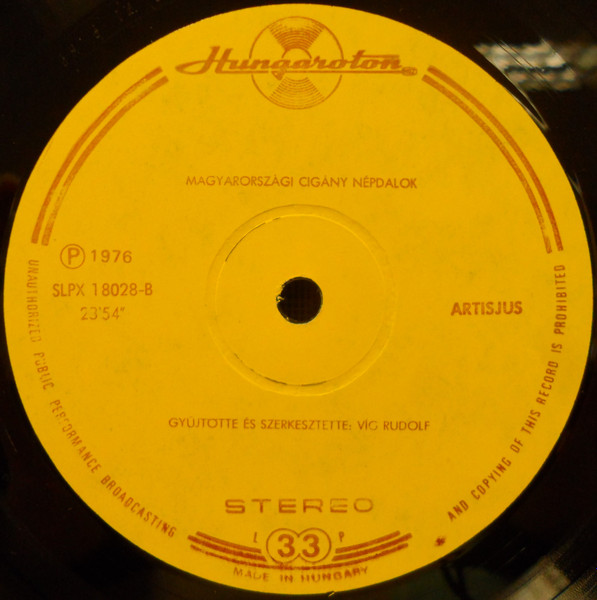 Hungaroton
MAGYARORSZÁGI CIGÁNY NÉPDALOK
Ⓟ 1976
SLPX 18028-B
23'54"
ARTISJUS
GYŰJTÖTTE ÉS SZERKESZTETTE: VÍG RUDOLF
STEREO
L 33 P
MADE IN HUNGARY
UNAUTHORIZED PUBLIC PERFORMANCE BROADCASTING
AND COPYING OF THIS RECORD IS PROHIBITED